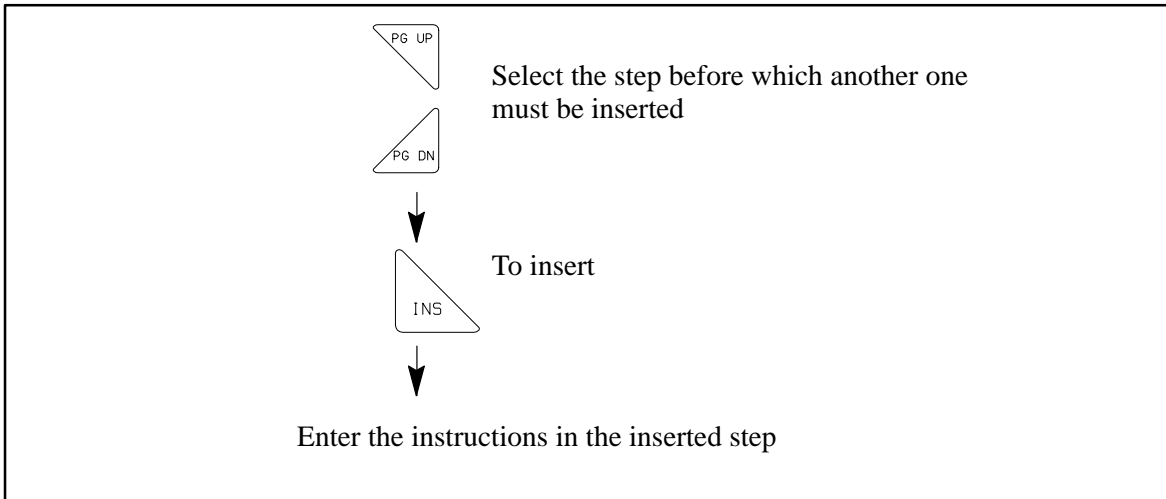 PG UP
Select the step before which another one
must be inserted
PG DN
To insert
INS
Enter the instructions in the inserted step